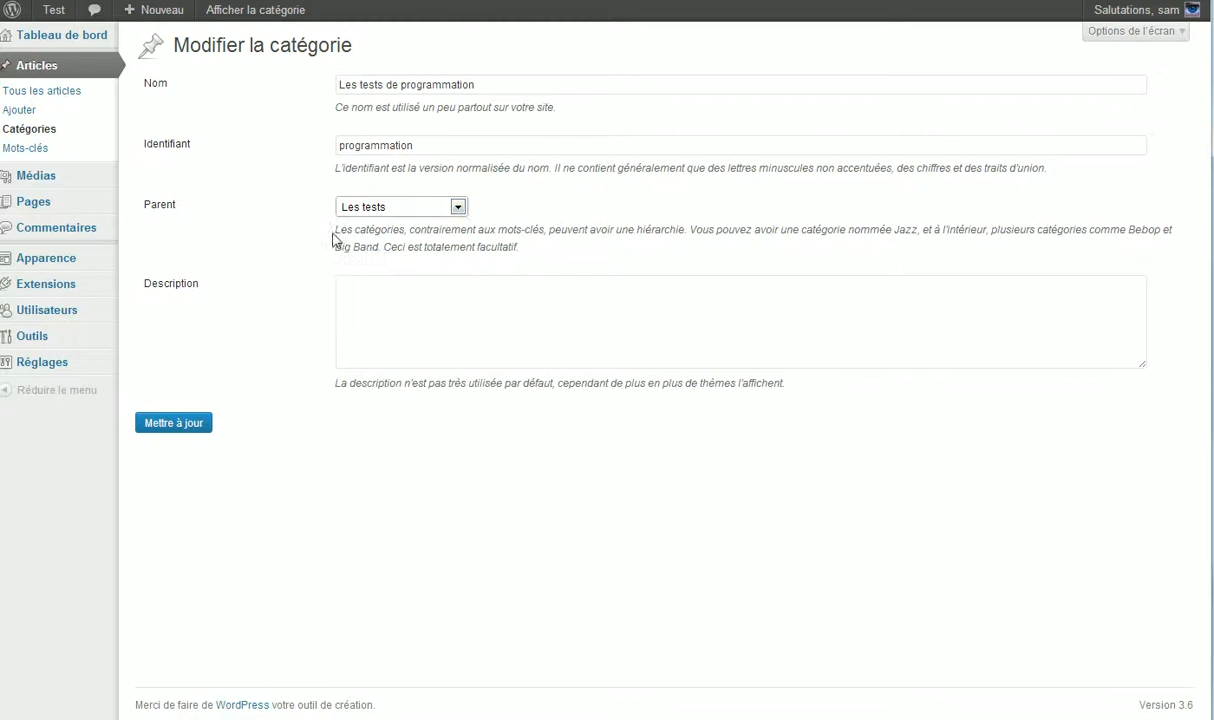 Test
Nouveau
Afficher la catégorie
Salutations, sam
Options de l'écran
Tableau de bord
Articles
Tous les articles
Ajouter
Catégories
Mots-clés
Médias
Pages
Commentaires
Apparence
Extensions
Utilisateurs
Outils
Réglages
Réduire le menu
Modifier la catégorie
Nom
Les tests de programmation
Ce nom est utilisé un peu partout sur votre site.
Identifiant
programmation
L'identifiant est la version normalisée du nom. Il ne contient généralement que des lettres minuscules non accentuées, des chiffres et des traits d'union.
Parent
Les tests
Les catégories, contrairement aux mots-clés, peuvent avoir une hiérarchie. Vous pouvez avoir une catégorie nommée Jazz, et à l'intérieur, plusieurs catégories comme Bebop et
Big Band. Ceci est totalement facultatif.
Description
La description n'est pas très utilisée par défaut, cependant de plus en plus de thèmes l'affichent.
Mettre à jour
Merci de faire de WordPress votre outil de création.
Version 3.6